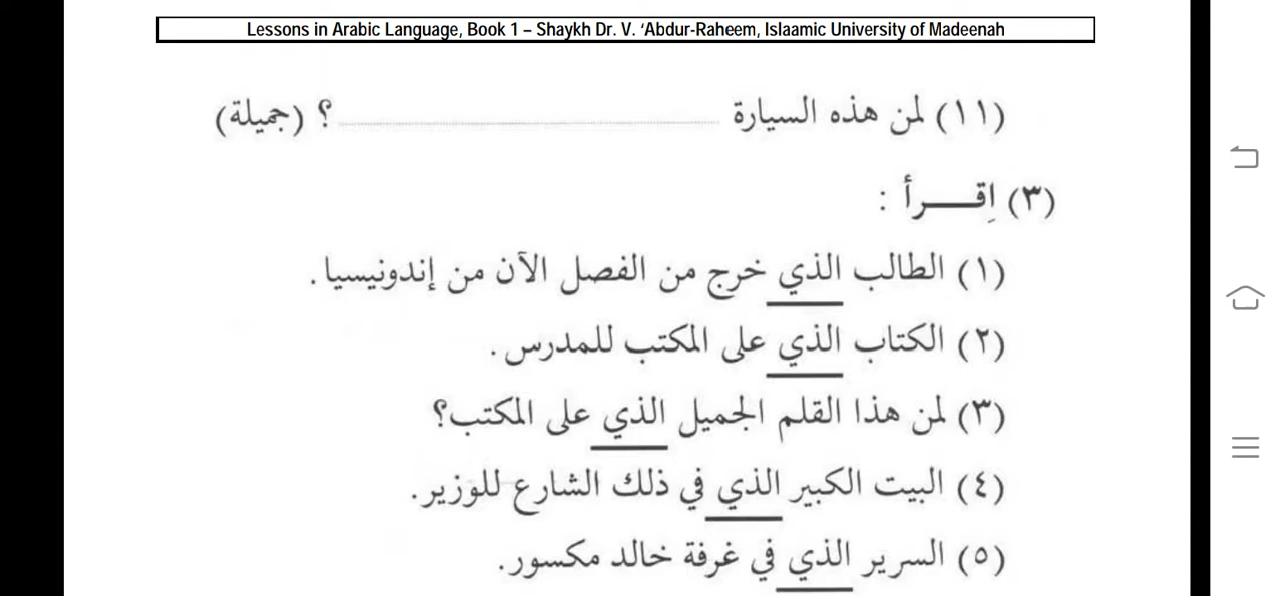 Lessons in Arabic Language, Book 1 – Shaykh Dr. V. ‘Abdur-Raheem, Islaamic University of Madeenah
(١١) لمن هذه السيارة ............................ ؟ (جميلة)
(٣) اِقـــرأ :
(١) الطالب الذي خرج من الفصل الآن من إندونيسيا.
(٢) الكتاب الذي على المكتب للمدرس.
(٣) لمن هذا القلم الجميل الذي على المكتب؟
(٤) البيت الكبير الذي في ذلك الشارع للوزير.
(٥) السرير الذي في غرفة خالد مكسور.